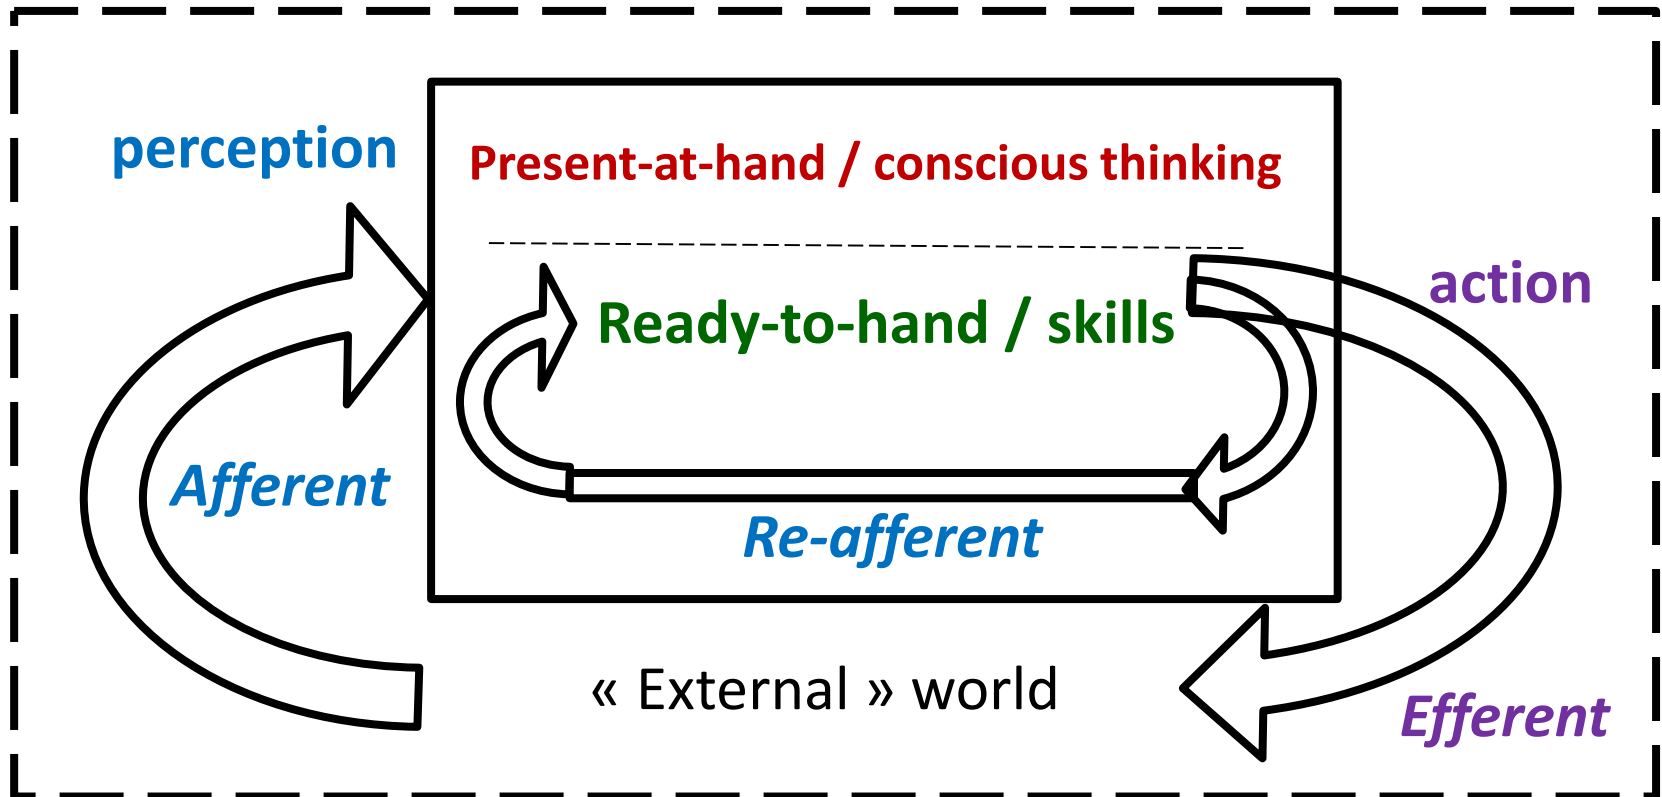 perception
Present-at-hand / conscious thinking
action
Ready-to-hand / skills
Afferent
Re-afferent
« External » world
Efferent